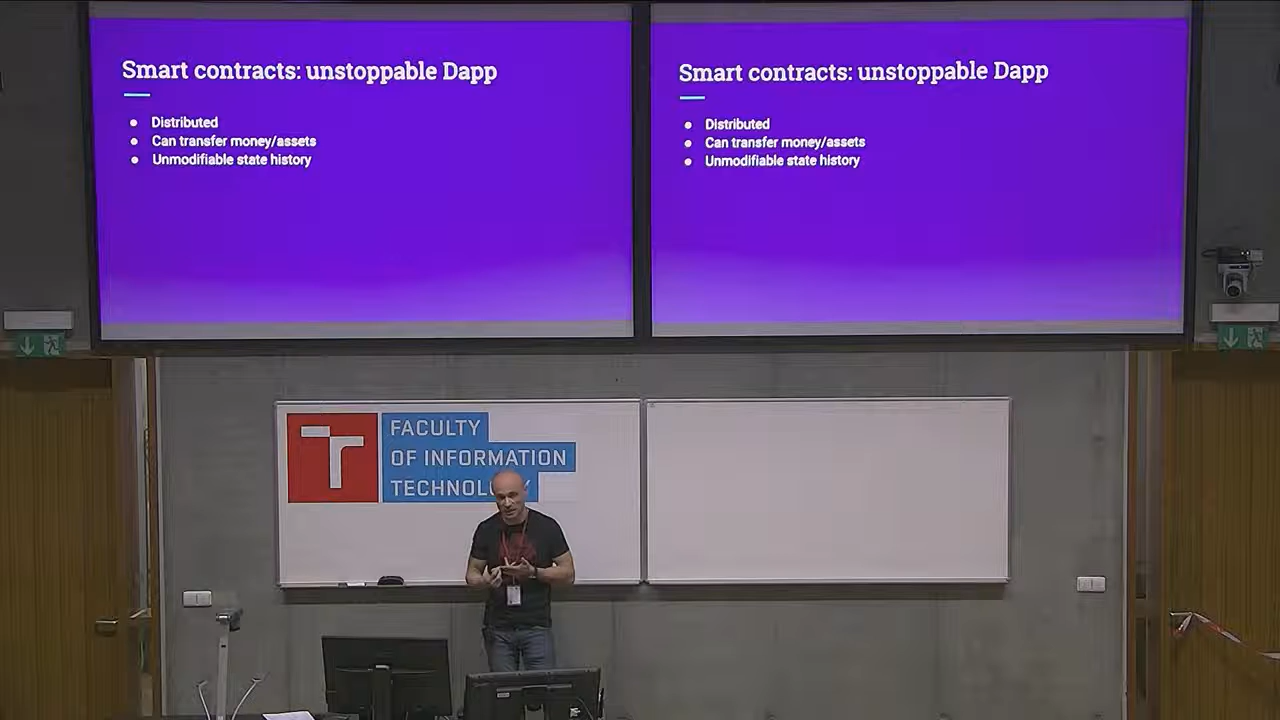 Smart contracts: unstoppable Dapp
● Distributed
● Can transfer money/assets
● Unmodifiable state history
Smart contracts: unstoppable Dapp
● Distributed
● Can transfer money/assets
● Unmodifiable state history
FACULTY
OF INFORMATION
TECHNOLOGY